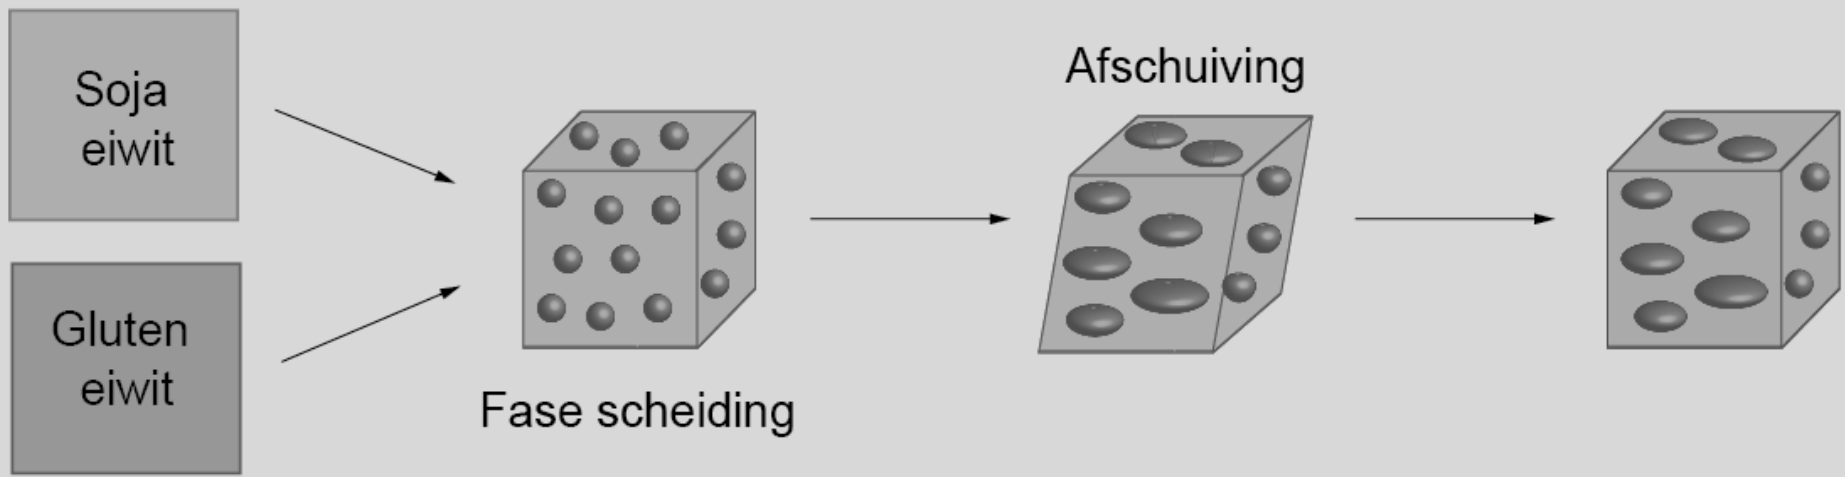 Soja
eiwit
Gluten
eiwit
Fase scheiding
Afschuiving